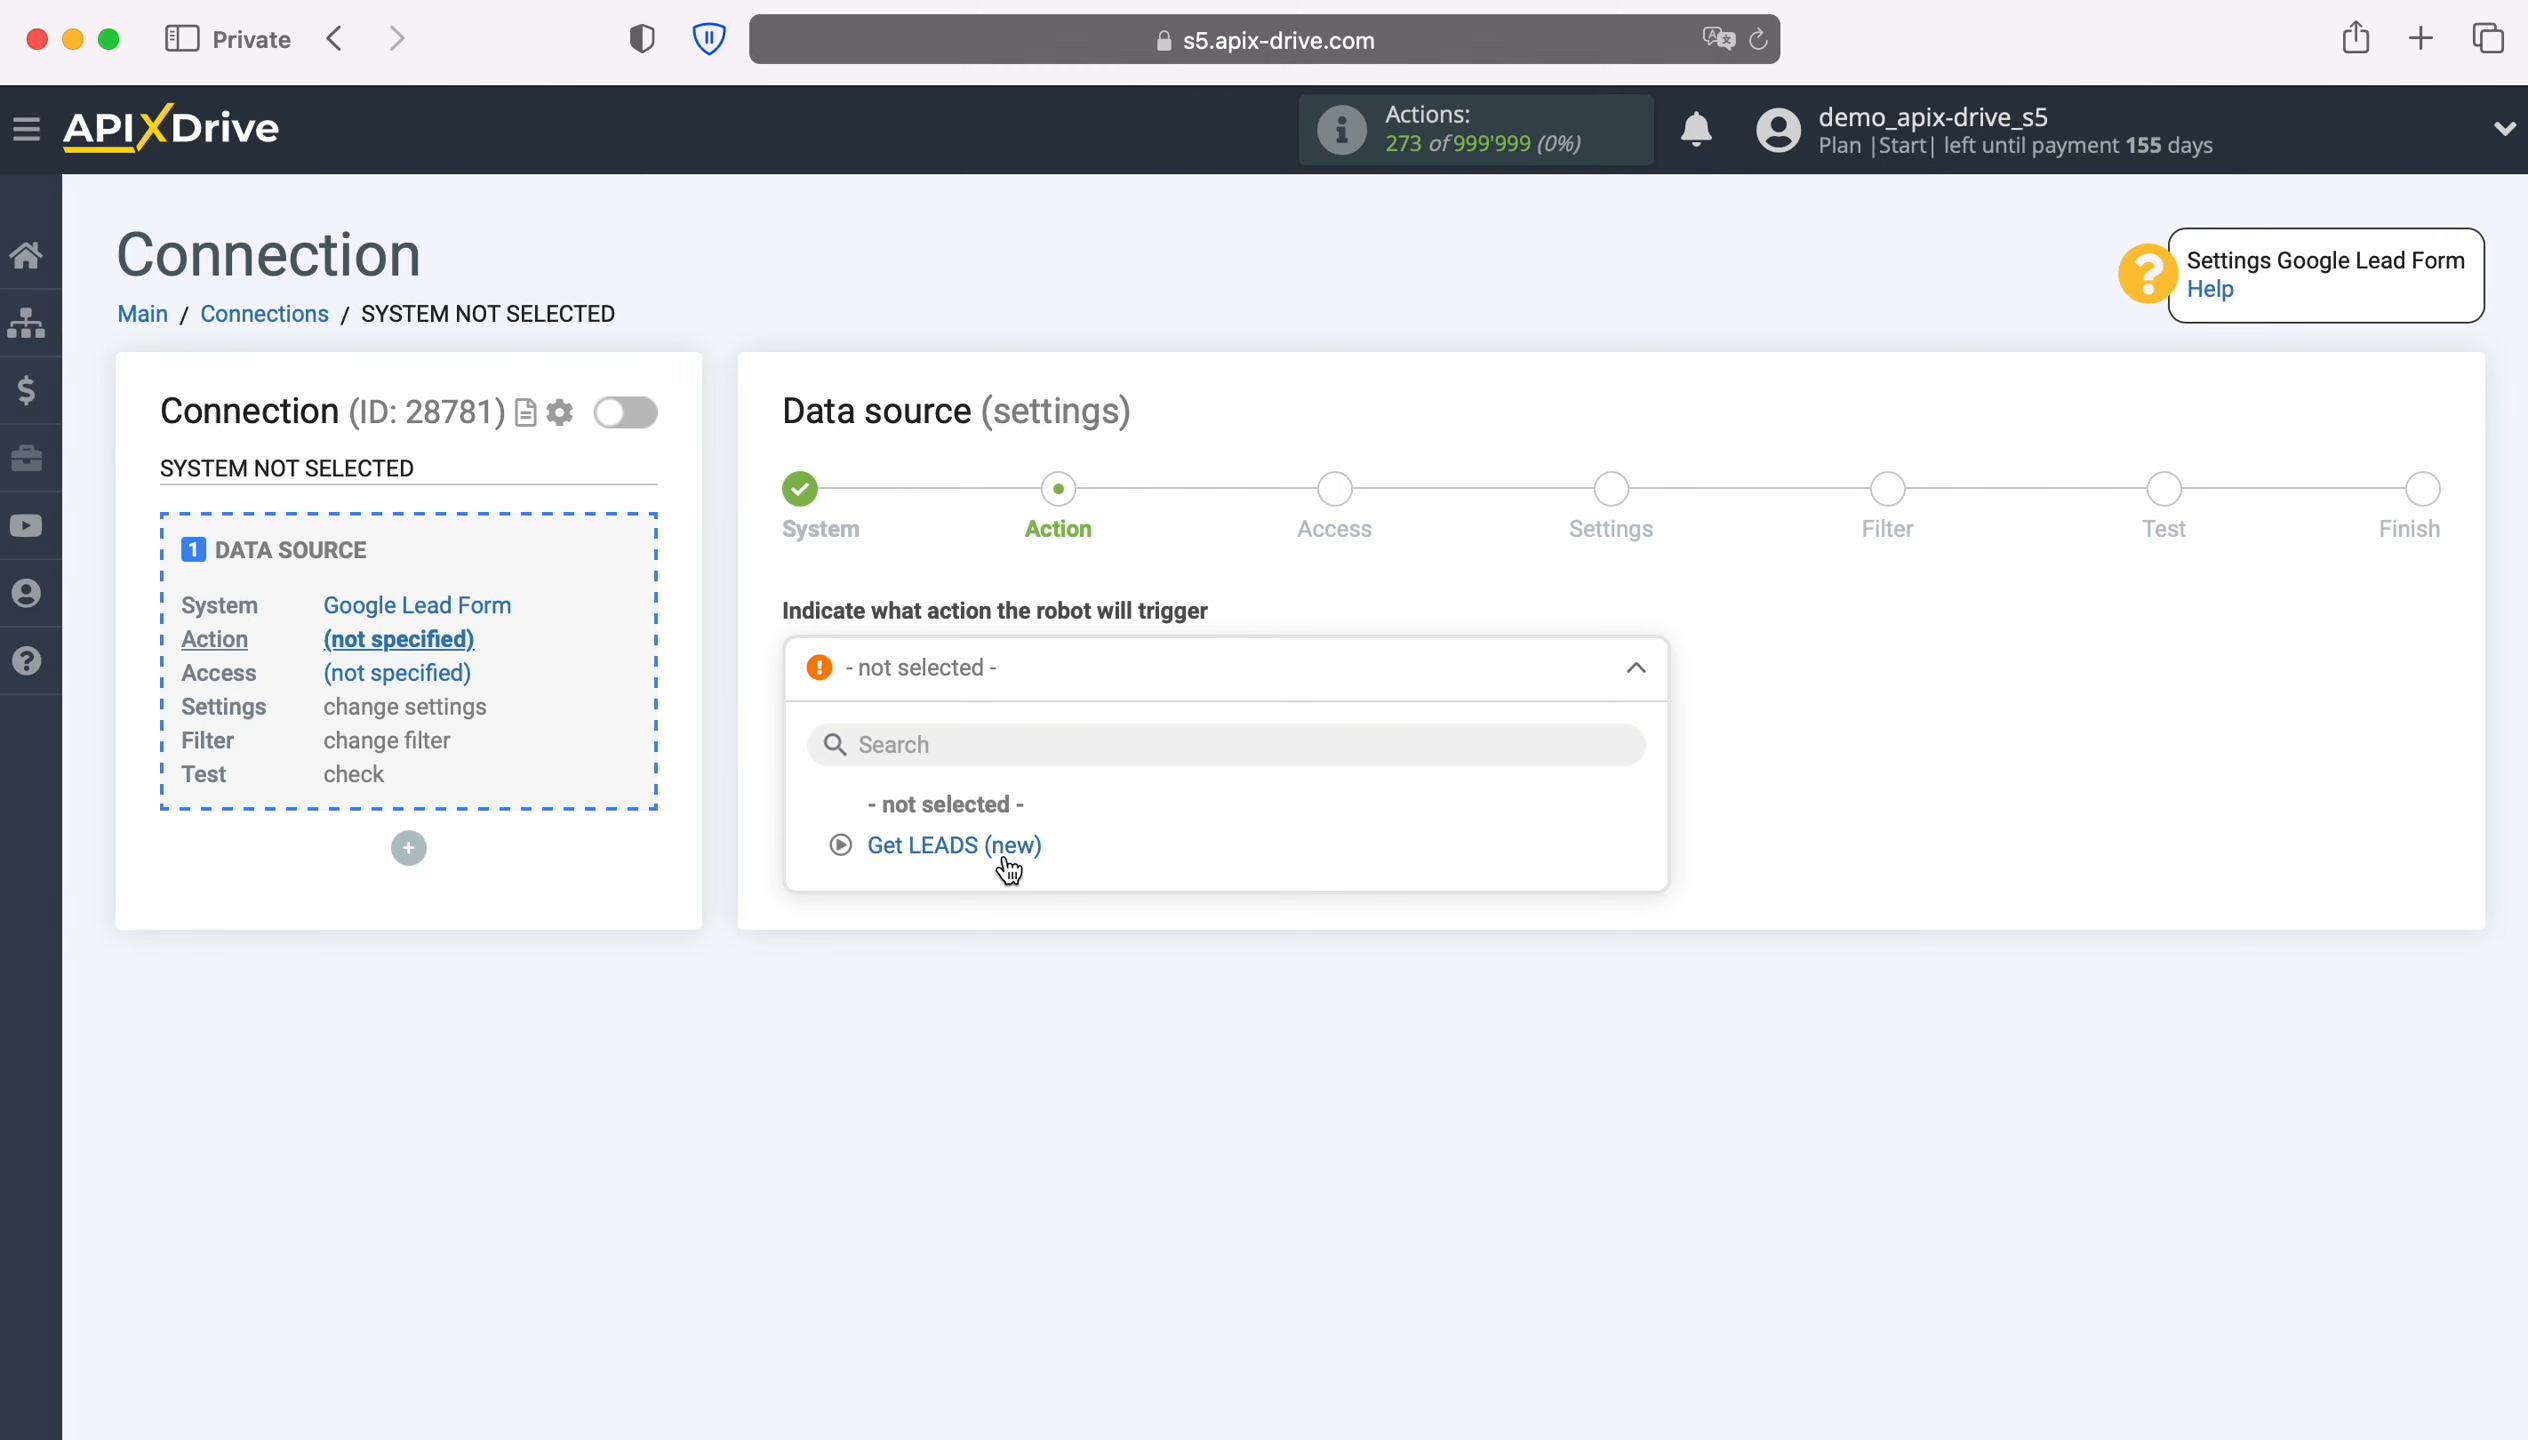 Private
s5.apix-drive.com
APIXDrive
Actions:
273 of 999'999 (0%)
demo_apix-drive_s5
Plan |Start| left until payment 155 days
Connection
Main / Connections / SYSTEM NOT SELECTED
Settings Google Lead Form
Help
Connection (ID: 28781)
SYSTEM NOT SELECTED
1 DATA SOURCE
System Google Lead Form
Action (not specified)
Access (not specified)
Settings change settings
Filter change filter
Test check
Data source (settings)
System Action Access Settings Filter Test Finish
Indicate what action the robot will trigger
- not selected -
Search
- not selected -
Get LEADS (new)